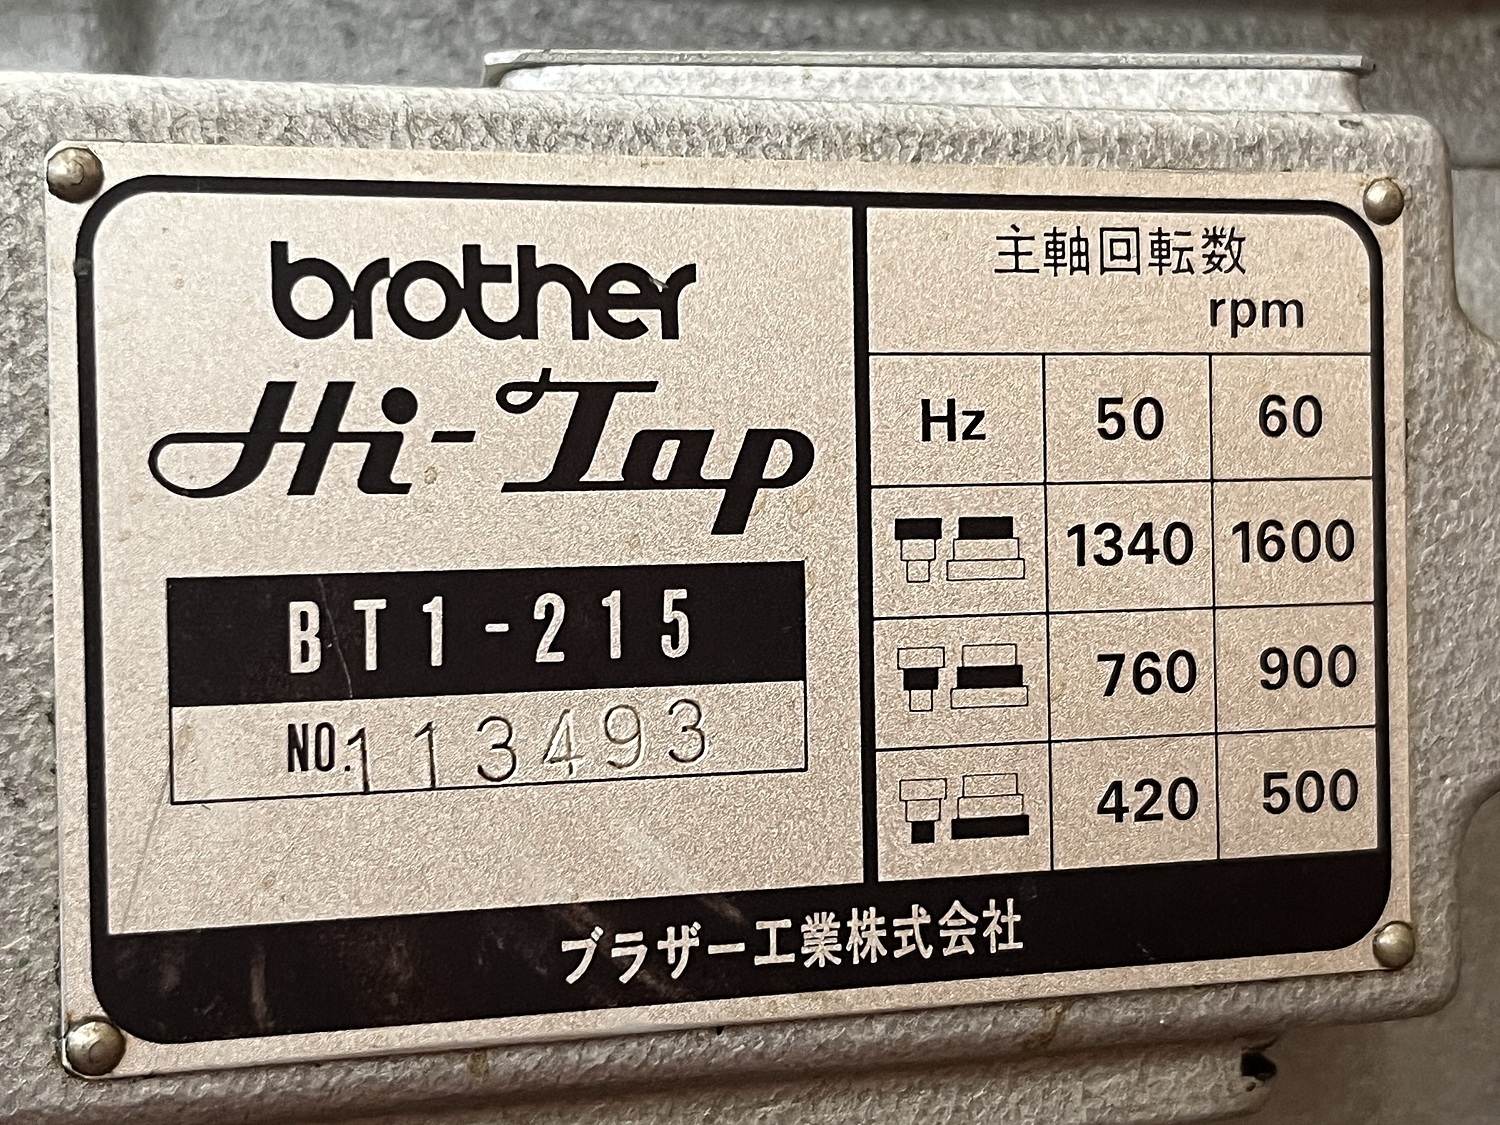 brother
Hi-Tap
BT1-215
NO.113493
主軸回転数
rpm
Hz 50 60
1340 1600
760 900
420 500
ブラザー工業株式会社